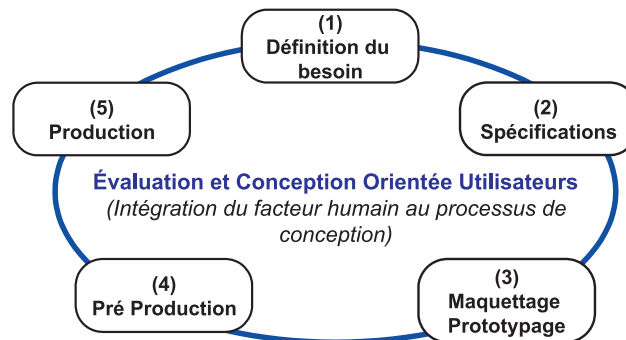 (1)
Définition du
besoin
(5)
Production
(2)
Spécifications
Évaluation et Conception Orientée Utilisateurs
(Intégration du facteur humain au processus de
conception)
(4)
Pré Production
(3)
Maquettage
Prototypage